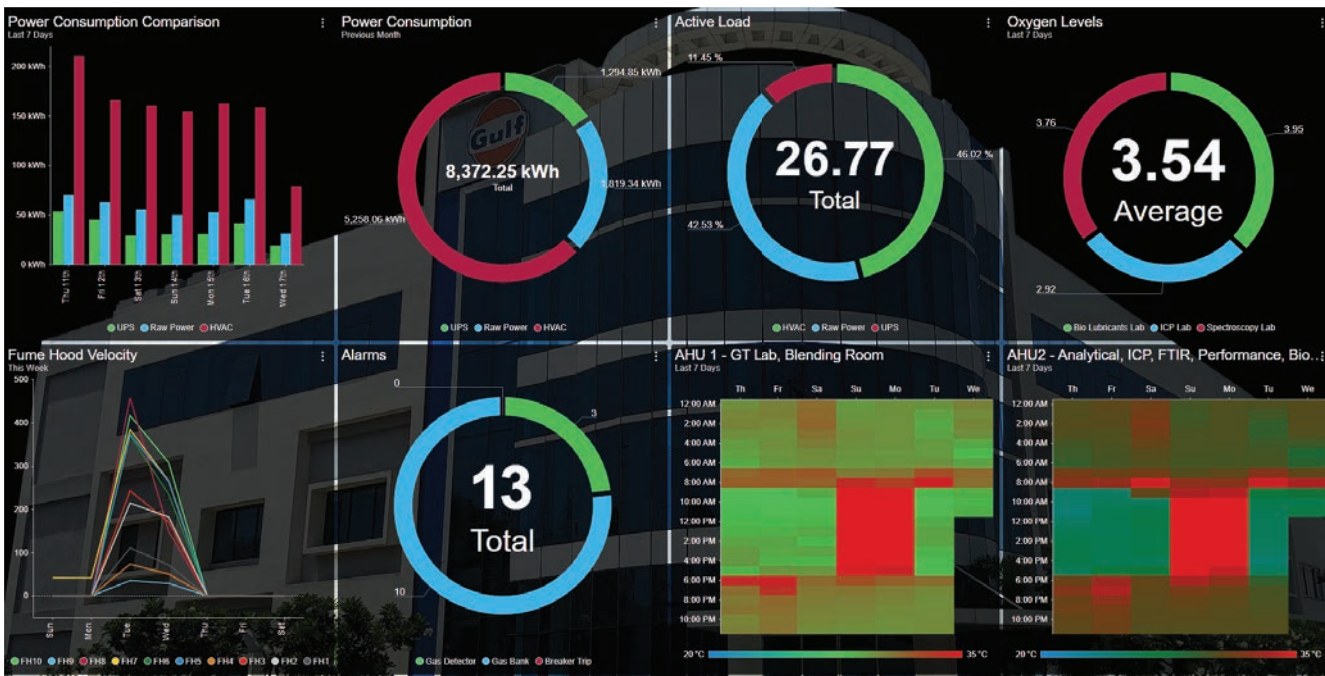 Power Consumption Comparison
Last 7 Days
200 kWh
150 kWh
100 kWh
50 kWh
0 kWh
Thu 11th
Fri 12th
Sat 13th
Sun 14th
Mon 15th
Tue 16th
Wed 17th
UPS Raw Power HVAC
Power Consumption
Previous Month
1,294.85 kWh
Gulf
8,372.25 kWh
Total
1,819.34 kWh
5,258.06 kWh
UPS Raw Power HVAC
Active Load
11.45 %
26.77
Total
46.02 %
42.53 %
HVAC Raw Power UPS
Oxygen Levels
Last 7 Days
3.76
3.95
3.54
Average
2.92
Bio Lubricants Lab ICP Lab Spectroscopy Lab
Fume Hood Velocity
This Week
500
400
300
200
100
0
Sun
Mon
Tue
Wed
Thu
Fri
Sat
FH10 FH9 FH8 FH7 FH6 FH5 FH4 FH3 FH2 FH1
Alarms
0
3
13
Total
10
Gas Detector Gas Bank Breaker Trip
AHU 1 - GT Lab, Blending Room
Last 7 Days
Th Fr Sa Su Mo Tu We
12:00 AM
2:00 AM
4:00 AM
6:00 AM
8:00 AM
10:00 AM
12:00 PM
2:00 PM
4:00 PM
6:00 PM
8:00 PM
10:00 PM
20 °C 35 °C
AHU2 - Analytical, ICP, FTIR, Performance, Bio...
Last 7 Days
Th Fr Sa Su Mo Tu We
12:00 AM
2:00 AM
4:00 AM
6:00 AM
8:00 AM
10:00 AM
12:00 PM
2:00 PM
4:00 PM
6:00 PM
8:00 PM
10:00 PM
20 °C 35 °C